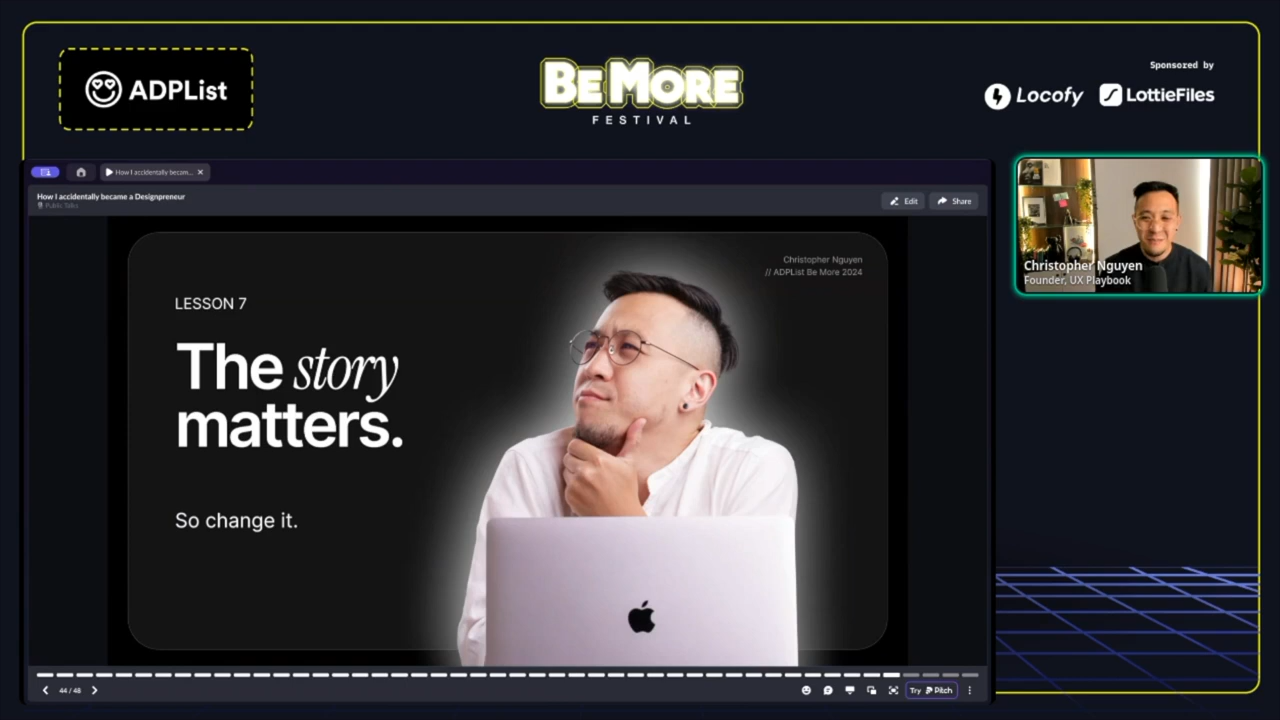 ADPList
BE MORE
FESTIVAL
Sponsored by
Locofy
LottieFiles
How I accidentally becam...
How I accidentally became a Designpreneur
Public Talks
Edit
Share
Christopher Nguyen
// ADPList Be More 2024
LESSON 7
The story
matters.
So change it.
Christopher Nguyen
Founder, UX Playbook
44 / 48
Try Pitch